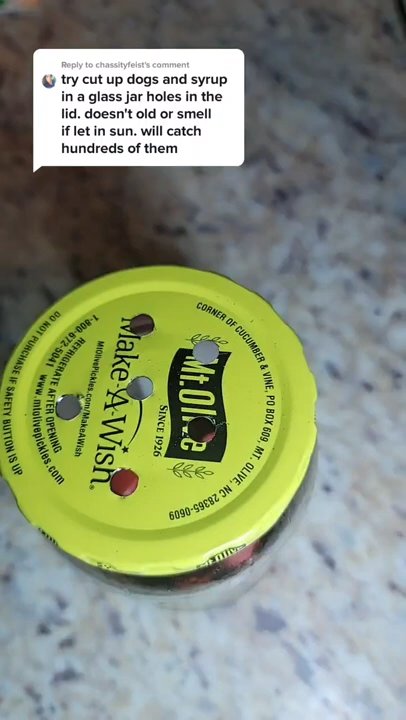 Reply to chassityfeist's comment
try cut up dogs and syrup
in a glass jar holes in the
lid. doesn't old or smell
if let in sun. will catch
hundreds of them
CORNER OF CUCUMBER & VINE, PO BOX 609, MT. OLIVE, NC 28365-0609
Mt. Olive
SINCE 1926
Make-A-Wish®
MtOlivePickles.com/MakeAWish
1-800-672-5041
REFRIGERATE AFTER OPENING
www.mtolivepickles.com
DO NOT PURCHASE IF SAFETY BUTTON IS UP